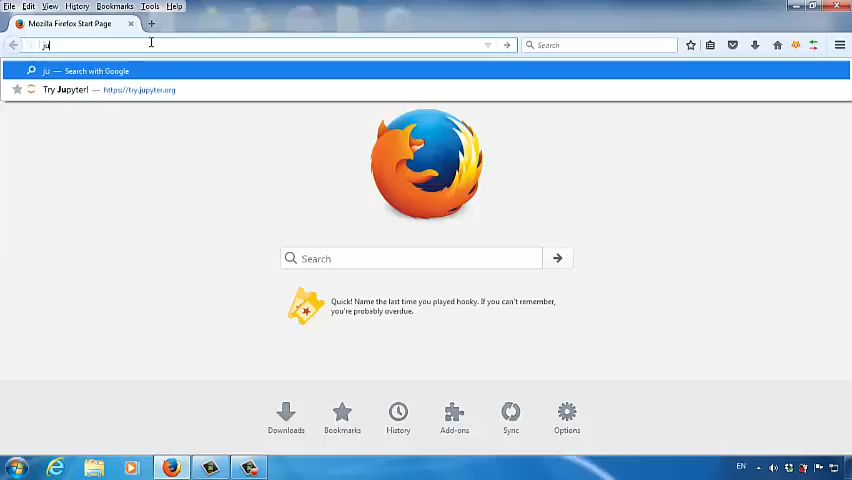 File Edit View History Bookmarks Tools Help
Mozilla Firefox Start Page
ju
Search
ju — Search with Google
Try Jupyter! — https://try.jupyter.org
Search
Quick! Name the last time you played hooky. If you can't remember,
you're probably overdue.
Downloads Bookmarks History Add-ons Sync Options
EN